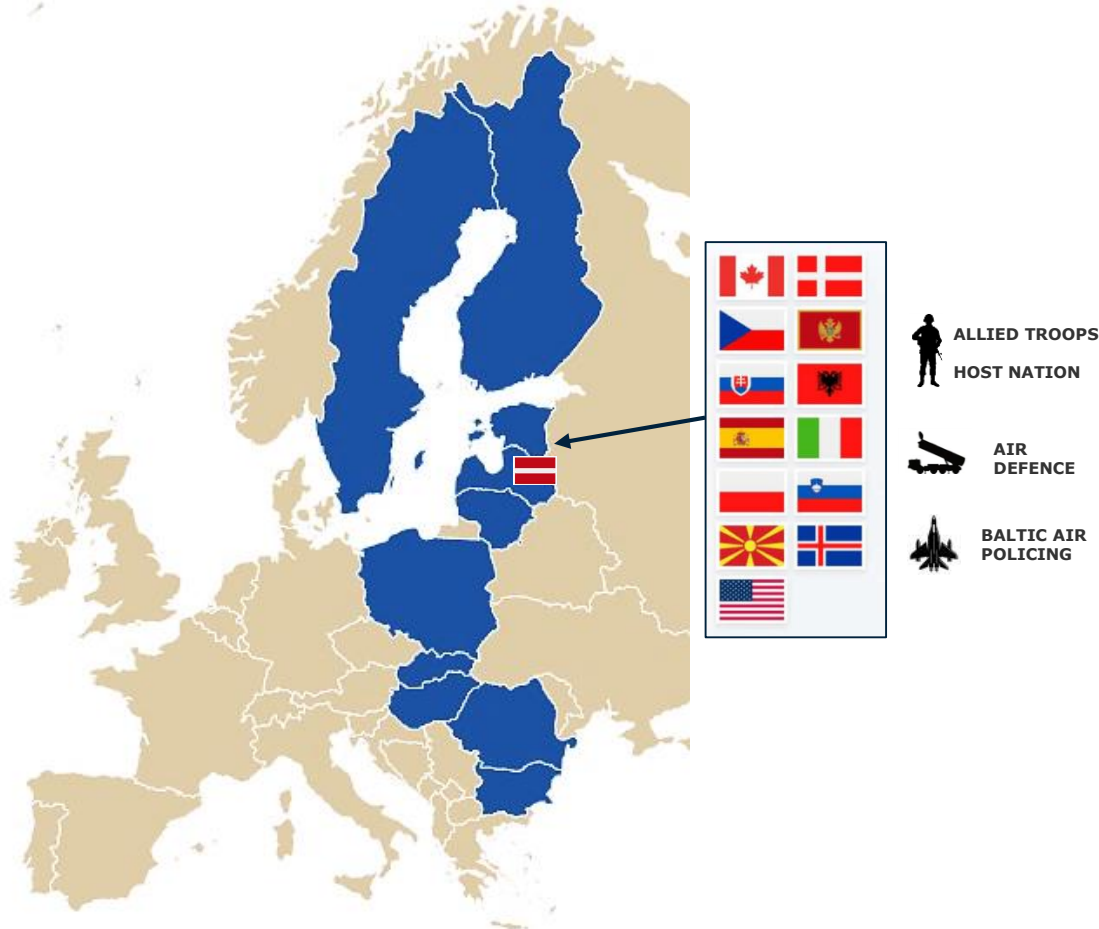 ALLIED TROOPS
HOST NATION
AIR
DEFENCE
BALTIC AIR
POLICING